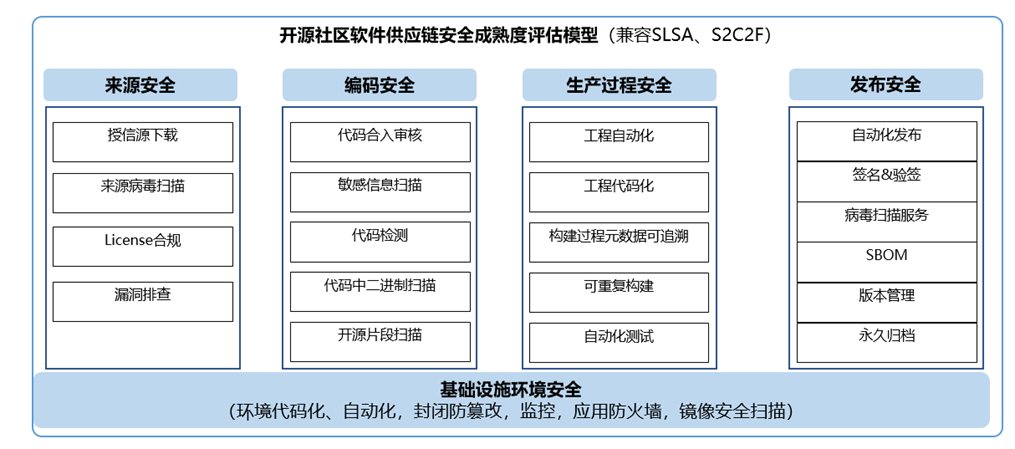 开源社区软件供应链安全成熟度评估模型（兼容SLSA、S2C2F）
来源安全
授信源下载
来源病毒扫描
License合规
漏洞排查
编码安全
代码合入审核
敏感信息扫描
代码检测
代码中二进制扫描
开源片段扫描
生产过程安全
工程自动化
工程代码化
构建过程元数据可追溯
可重复构建
自动化测试
发布安全
自动化发布
签名&验签
病毒扫描服务
SBOM
版本管理
永久归档
基础设施环境安全
（环境代码化、自动化，封闭防篡改，监控，应用防火墙，镜像安全扫描）